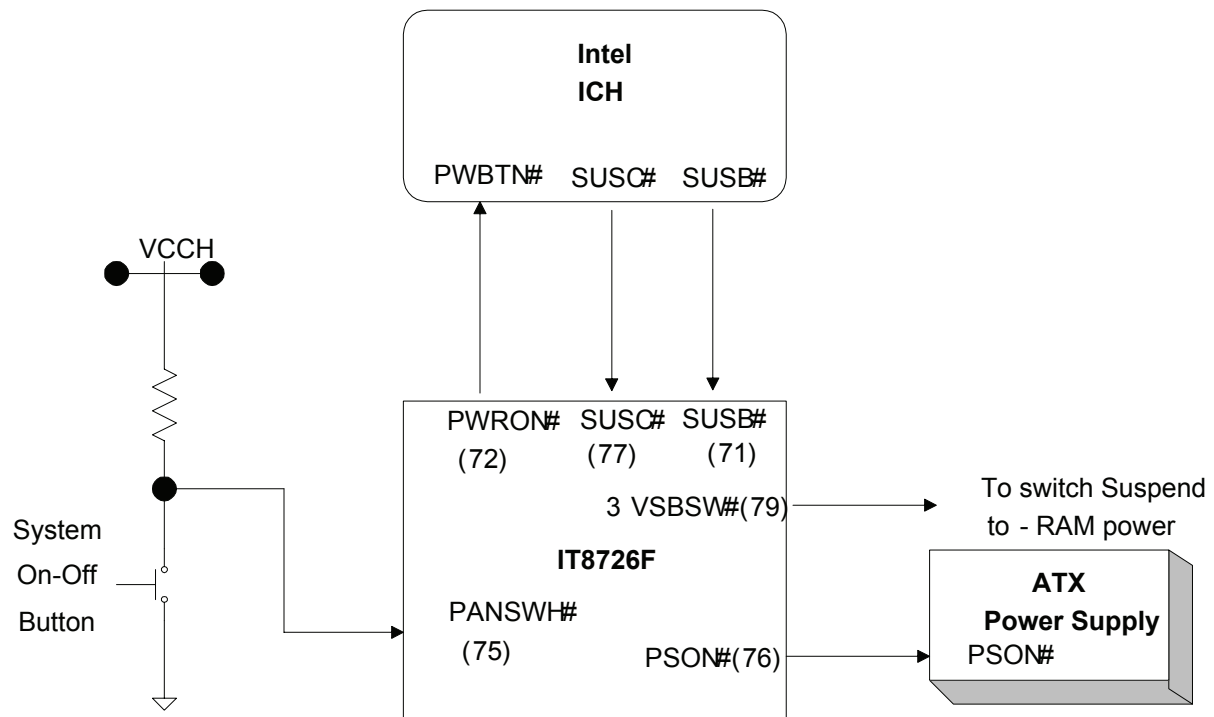 Intel
ICH
PWBTN# SUSC# SUSB#
VCCH
PWRON# SUSC# SUSB#
(72) (77) (71)
3 VSBSW#(79)
To switch Suspend
to - RAM power
System
On-Off
Button
IT8726F
PANSWH#
(75)
PSON#(76)
ATX
Power Supply
PSON#